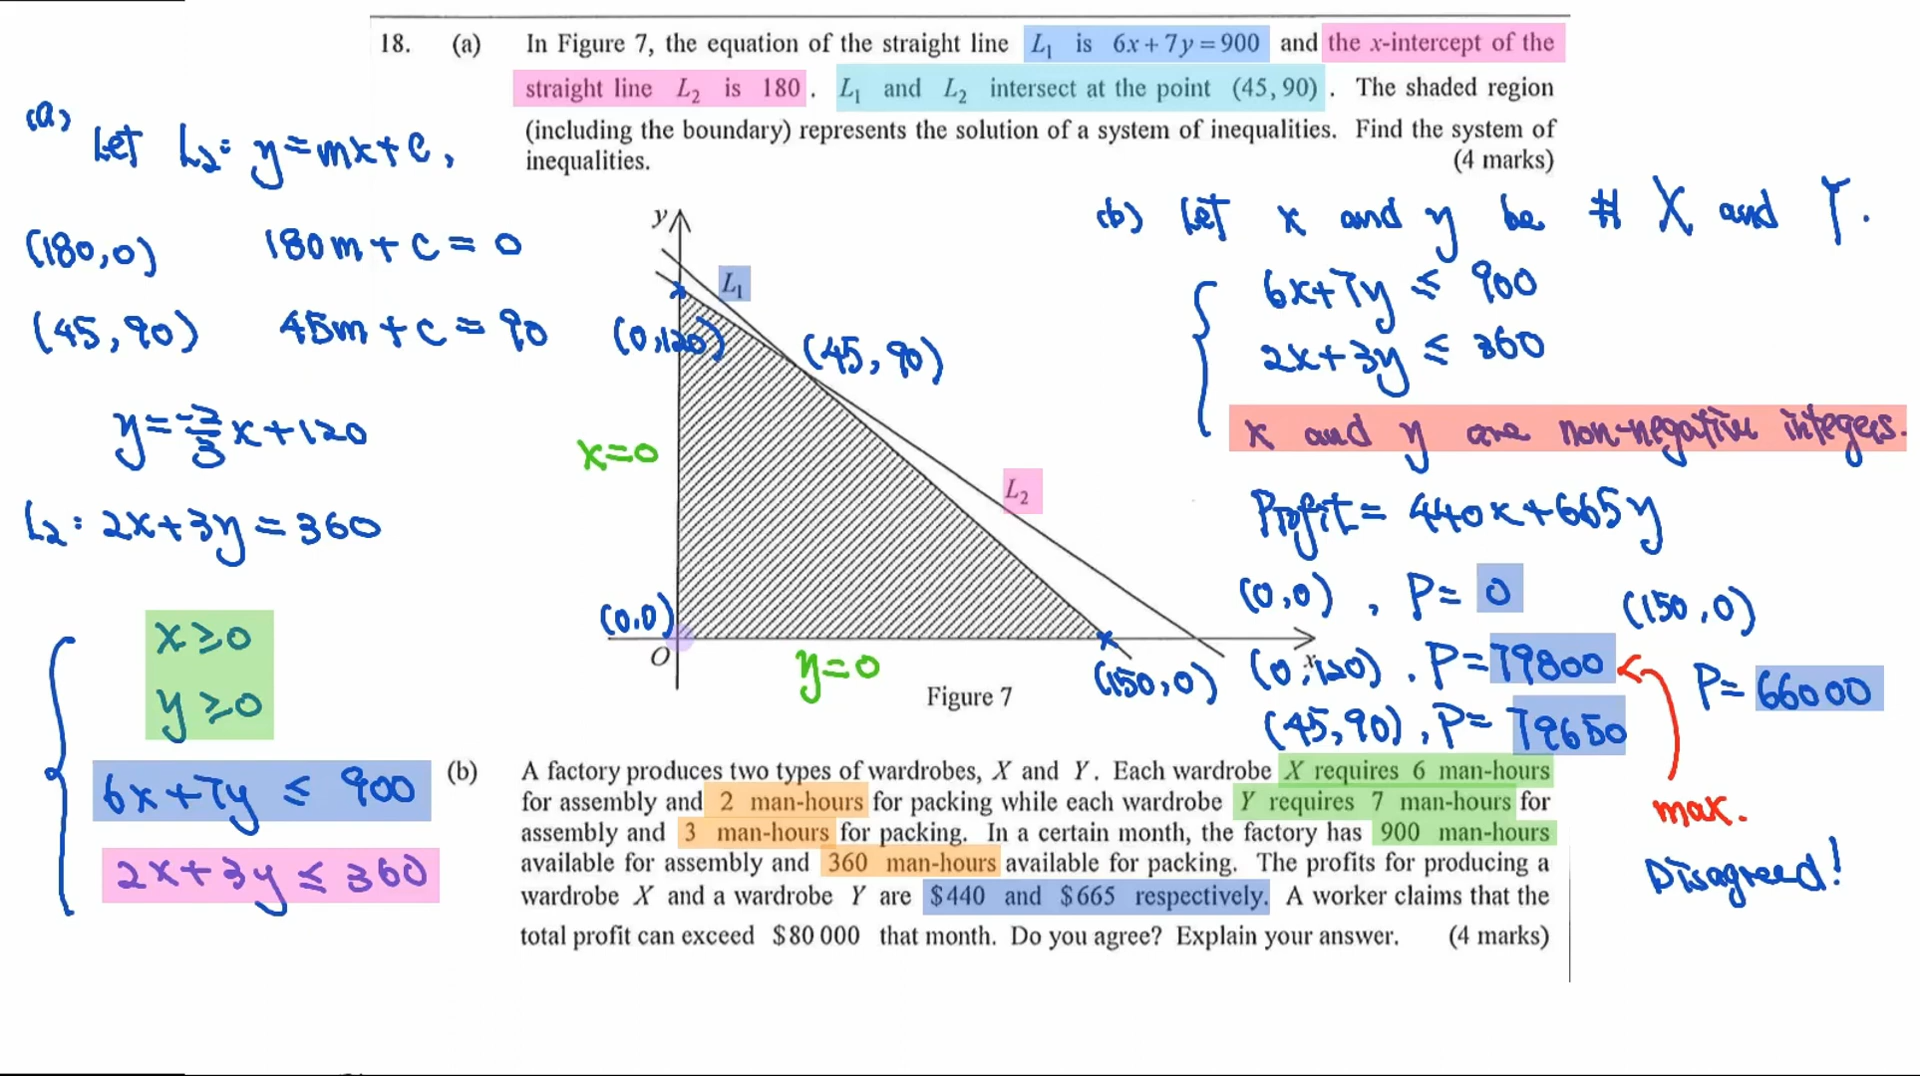 18. (a) In Figure 7, the equation of the straight line L₁ is 6x+7y=900 and the x-intercept of the
straight line L₂ is 180. L₁ and L₂ intersect at the point (45, 90). The shaded region
(including the boundary) represents the solution of a system of inequalities. Find the system of
inequalities. (4 marks)
(a)
Let L₂: y=mx+c,
(180,0) 180m+c=0
(45,90) 45m+c=90
y=-2/3x+120
L₂: 2x+3y=360
x≥0
y≥0
6x+7y ≤ 900
2x+3y ≤ 360
y
L₁
(0,120)
(45,90)
x=0
L₂
(0,0)
O
y=0
(150,0)
x
Figure 7
(b) Let x and y be # X and Y.
6x+7y ≤ 900
2x+3y ≤ 360
x and y are non-negative integers.
Profit = 440x+665y
(0,0), P= 0
(0,120), P=79800
(45,90), P= 79650
(150,0)
P= 66000
max.
Disagreed!
(b) A factory produces two types of wardrobes, X and Y. Each wardrobe X requires 6 man-hours
for assembly and 2 man-hours for packing while each wardrobe Y requires 7 man-hours for
assembly and 3 man-hours for packing. In a certain month, the factory has 900 man-hours
available for assembly and 360 man-hours available for packing. The profits for producing a
wardrobe X and a wardrobe Y are $440 and $665 respectively. A worker claims that the
total profit can exceed $80 000 that month. Do you agree? Explain your answer. (4 marks)